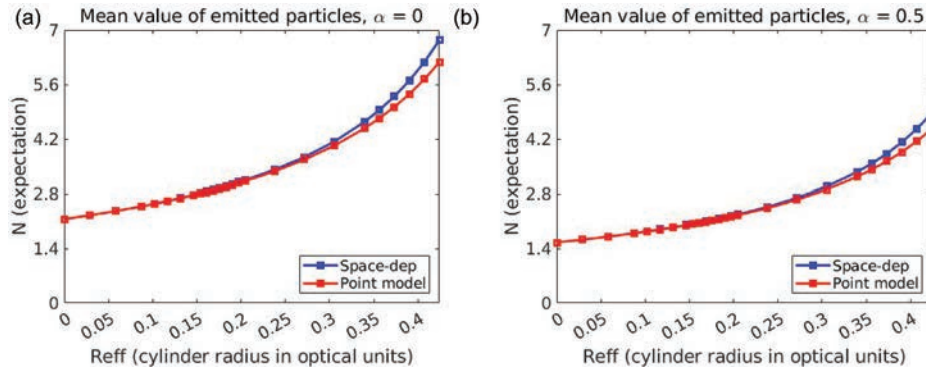 (a) Mean value of emitted particles, α = 0
7
5.6
4.2
2.8
1.4
0
N (expectation)
Space-dep
Point model
0 0.05 0.1 0.15 0.2 0.25 0.3 0.35 0.4
Reff (cylinder radius in optical units)
(b) Mean value of emitted particles, α = 0.5
7
5.6
4.2
2.8
1.4
0
N (expectation)
Space-dep
Point model
0 0.05 0.1 0.15 0.2 0.25 0.3 0.35 0.4
Reff (cylinder radius in optical units)